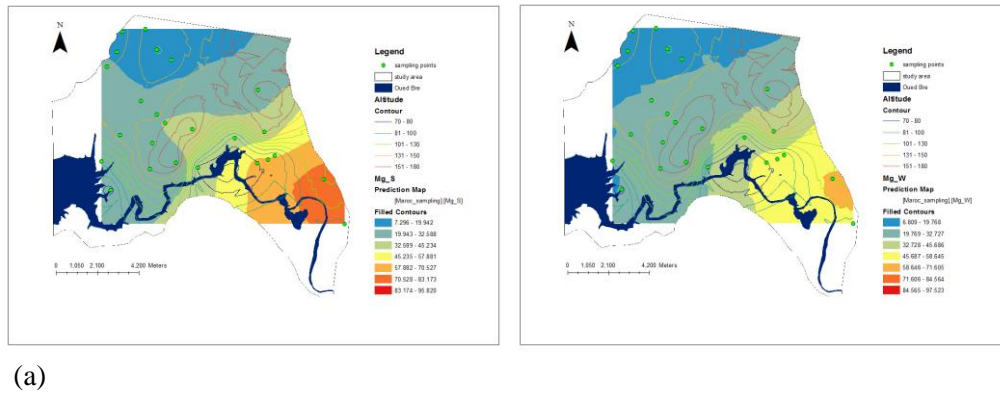 N
Legend
sampling points
study area
Oued Bre
Altitude
Contour
70 - 80
81 - 100
101 - 130
131 - 150
151 - 180
Mg_S
Prediction Map
[Maroc_sampling].[Mg_S]
Filled Contours
7.296 - 19.942
19.943 - 32.588
32.589 - 45.234
45.235 - 57.881
57.882 - 70.527
70.528 - 83.173
83.174 - 95.820
0 1,050 2,100 4,200 Meters
N
Legend
sampling points
study area
Oued Bre
Altitude
Contour
70 - 80
81 - 100
101 - 130
131 - 150
151 - 180
Mg_W
Prediction Map
[Maroc_sampling].[Mg_W]
Filled Contours
6.809 - 19.768
19.769 - 32.727
32.728 - 45.686
45.687 - 58.645
58.646 - 71.605
71.606 - 84.564
84.565 - 97.523
0 1,050 2,100 4,200 Meters
(a)